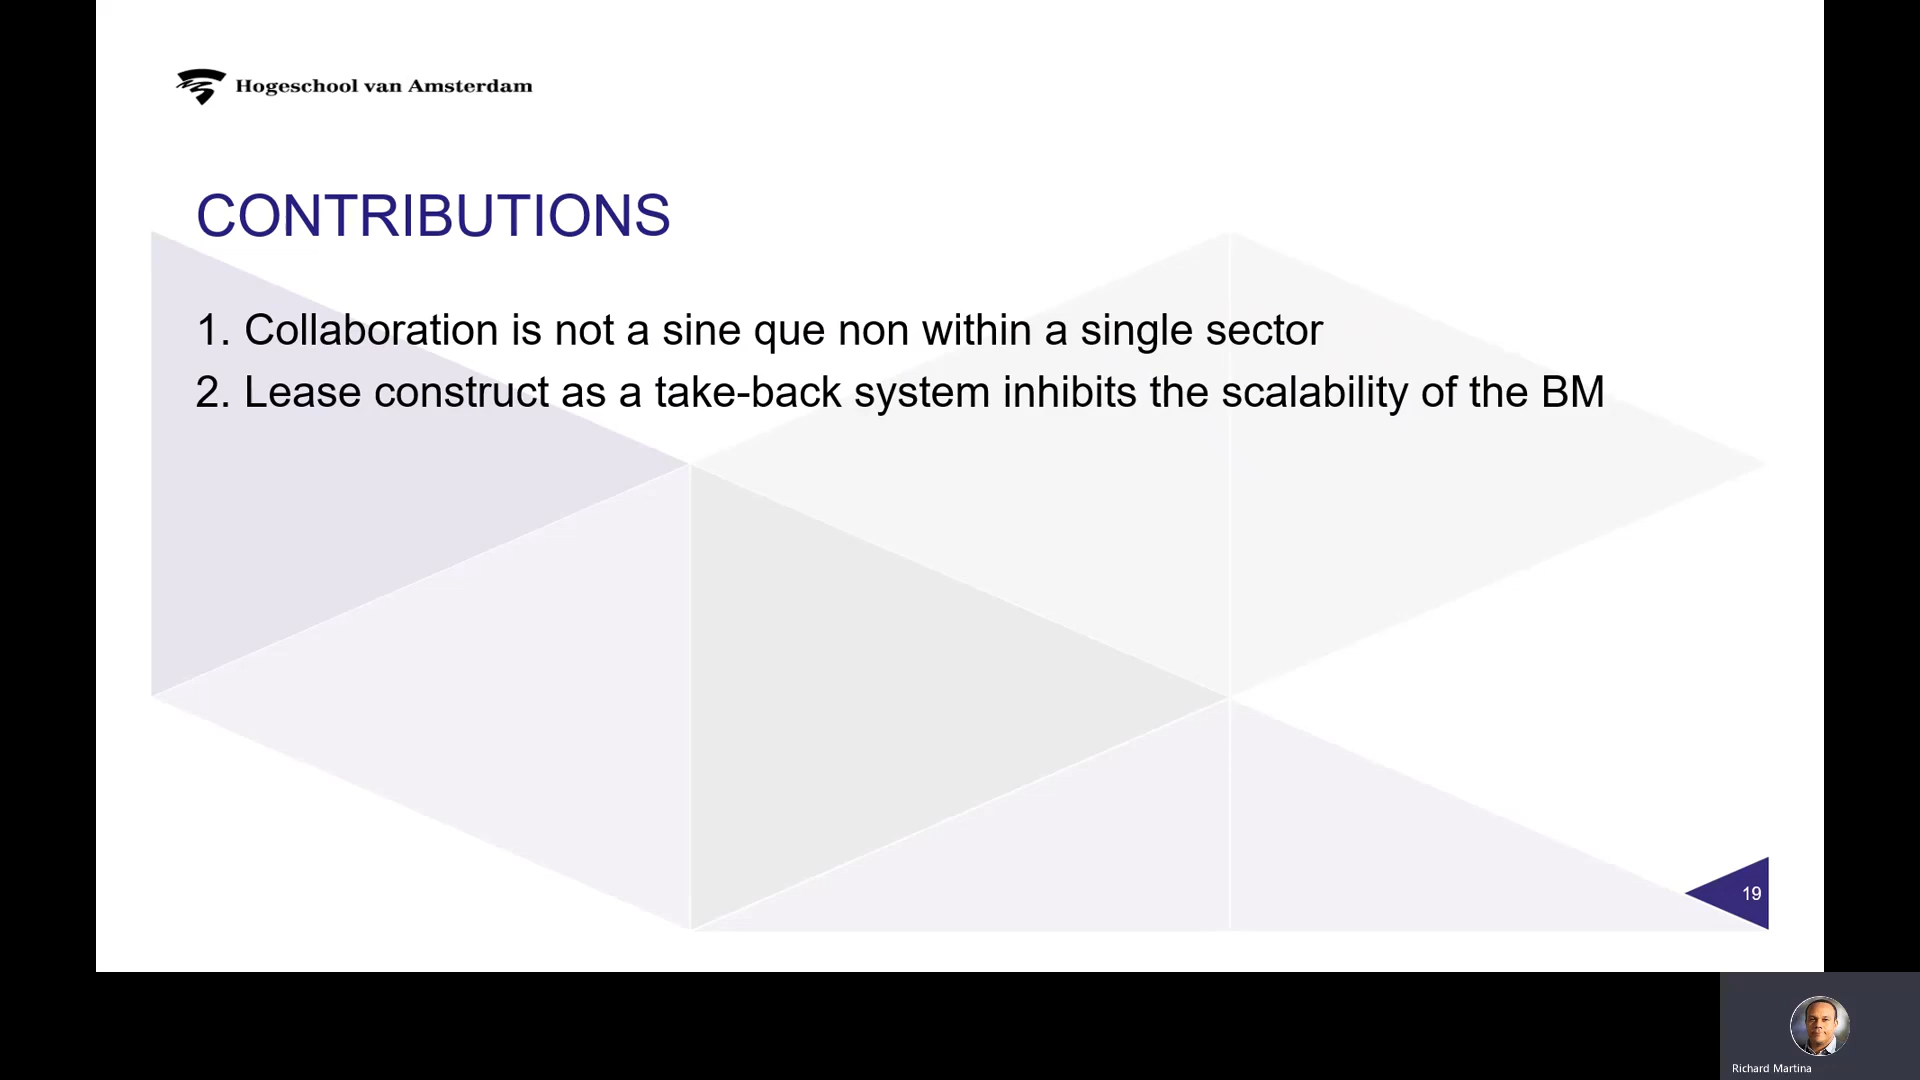 Hogeschool van Amsterdam
CONTRIBUTIONS
1. Collaboration is not a sine que non within a single sector
2. Lease construct as a take-back system inhibits the scalability of the BM
19
Richard Martina